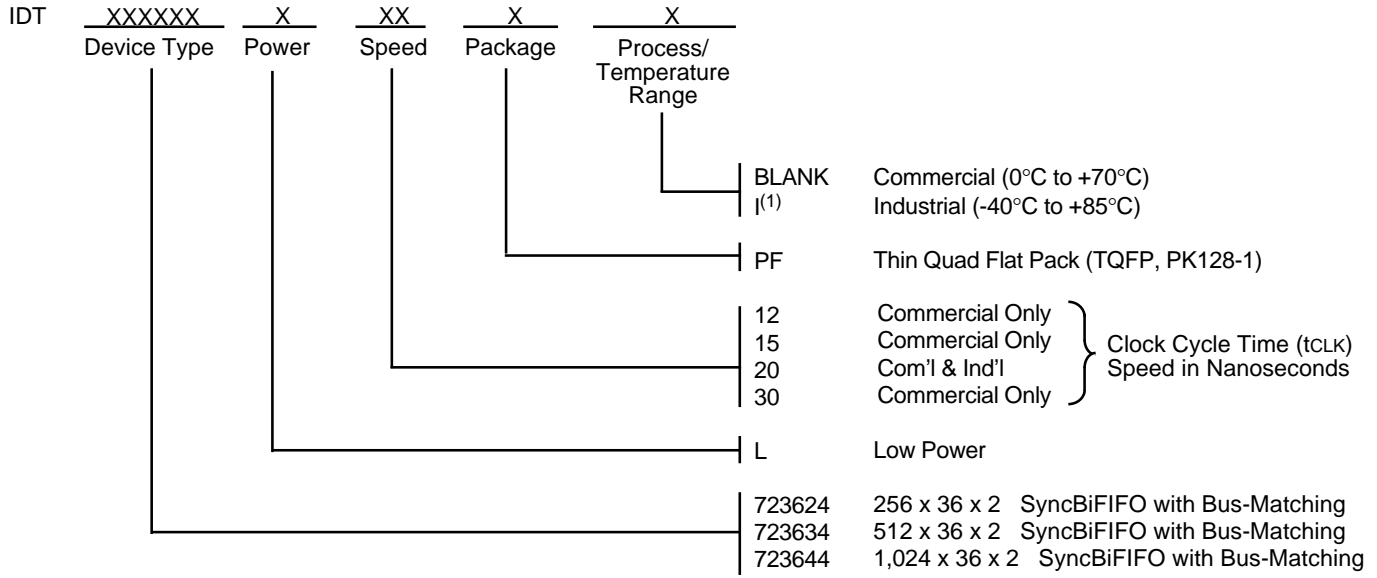 IDT XXXXXX X XX X X
Device Type Power Speed Package Process/
Temperature
Range
BLANK Commercial (0°C to +70°C)
I(1) Industrial (-40°C to +85°C)
PF Thin Quad Flat Pack (TQFP, PK128-1)
12 Commercial Only
15 Commercial Only Clock Cycle Time (tCLK)
20 Com'l & Ind'l Speed in Nanoseconds
30 Commercial Only
L Low Power
723624 256 x 36 x 2 SyncBiFIFO with Bus-Matching
723634 512 x 36 x 2 SyncBiFIFO with Bus-Matching
723644 1,024 x 36 x 2 SyncBiFIFO with Bus-Matching